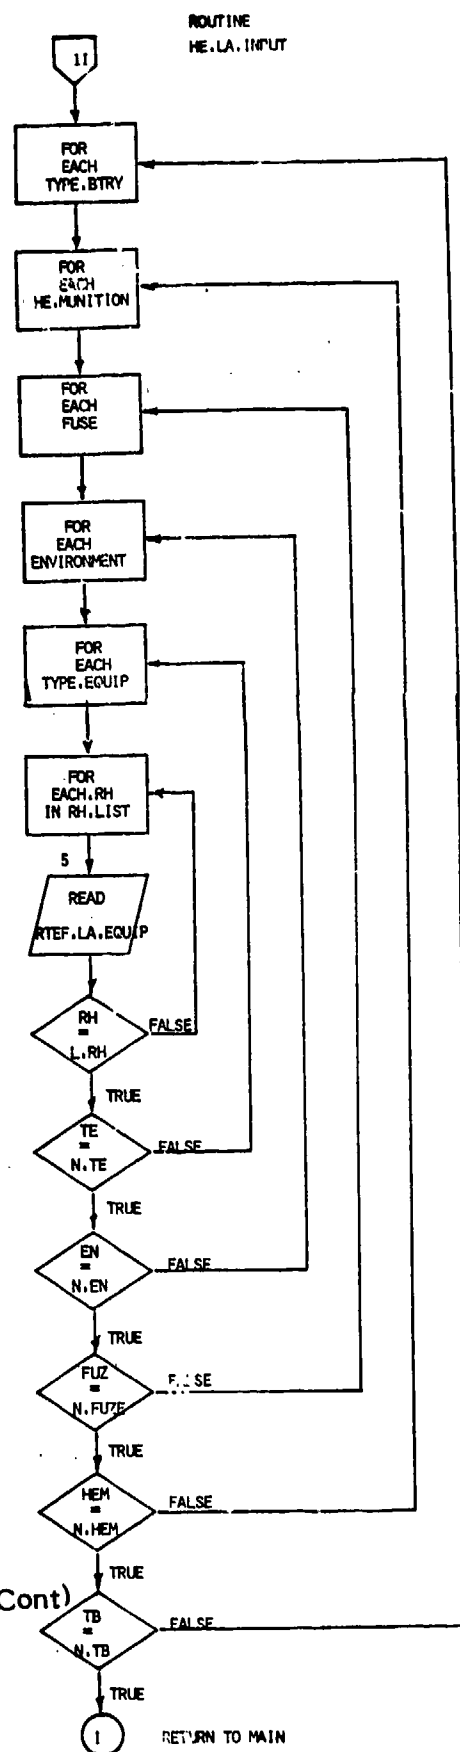 ROUTINE
HE.LA.INPUT
11
FOR
EACH
TYPE.BTRY
FOR
EACH
HE.MUNITION
FOR
EACH
FUSE
FOR
EACH
ENVIRONMENT
FOR
EACH
TYPE.EQUIP
FOR
EACH.RH
IN RH.LIST
5
READ
RTEF.LA.EQUIP
RH
=
L.RH
FALSE
TRUE
TE
=
N.TE
FALSE
TRUE
EN
=
N.EN
FALSE
TRUE
FUZ
=
N.FUZE
TRUE
HEM
=
N.HEM
FALSE
TRUE
Cont)
TB
=
N.TB
FALSE
TRUE
1
RETURN TO MAIN